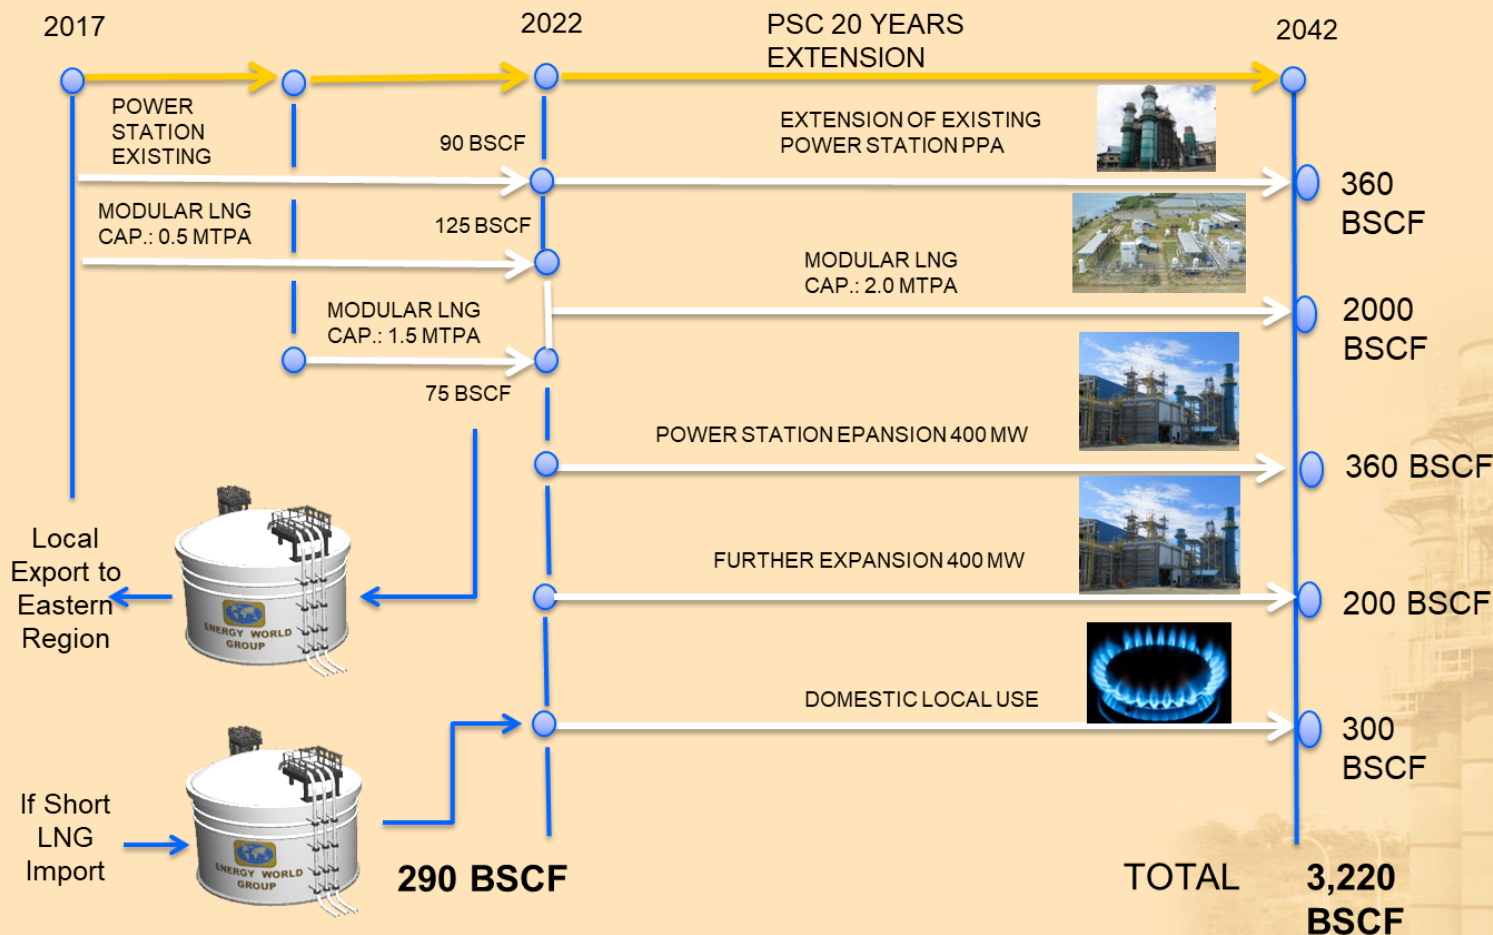 2017
2022
PSC 20 YEARS
EXTENSION
2042
POWER
STATION
EXISTING
90 BSCF
EXTENSION OF EXISTING
POWER STATION PPA
360
BSCF
MODULAR LNG
CAP.: 0.5 MTPA
125 BSCF
MODULAR LNG
CAP.: 2.0 MTPA
2000
BSCF
MODULAR LNG
CAP.: 1.5 MTPA
75 BSCF
POWER STATION EPANSION 400 MW
360 BSCF
Local
Export to
Eastern
Region
ENERGY WORLD
GROUP
FURTHER EXPANSION 400 MW
200 BSCF
DOMESTIC LOCAL USE
300
BSCF
If Short
LNG
Import
ENERGY WORLD
GROUP
290 BSCF
TOTAL
3,220
BSCF